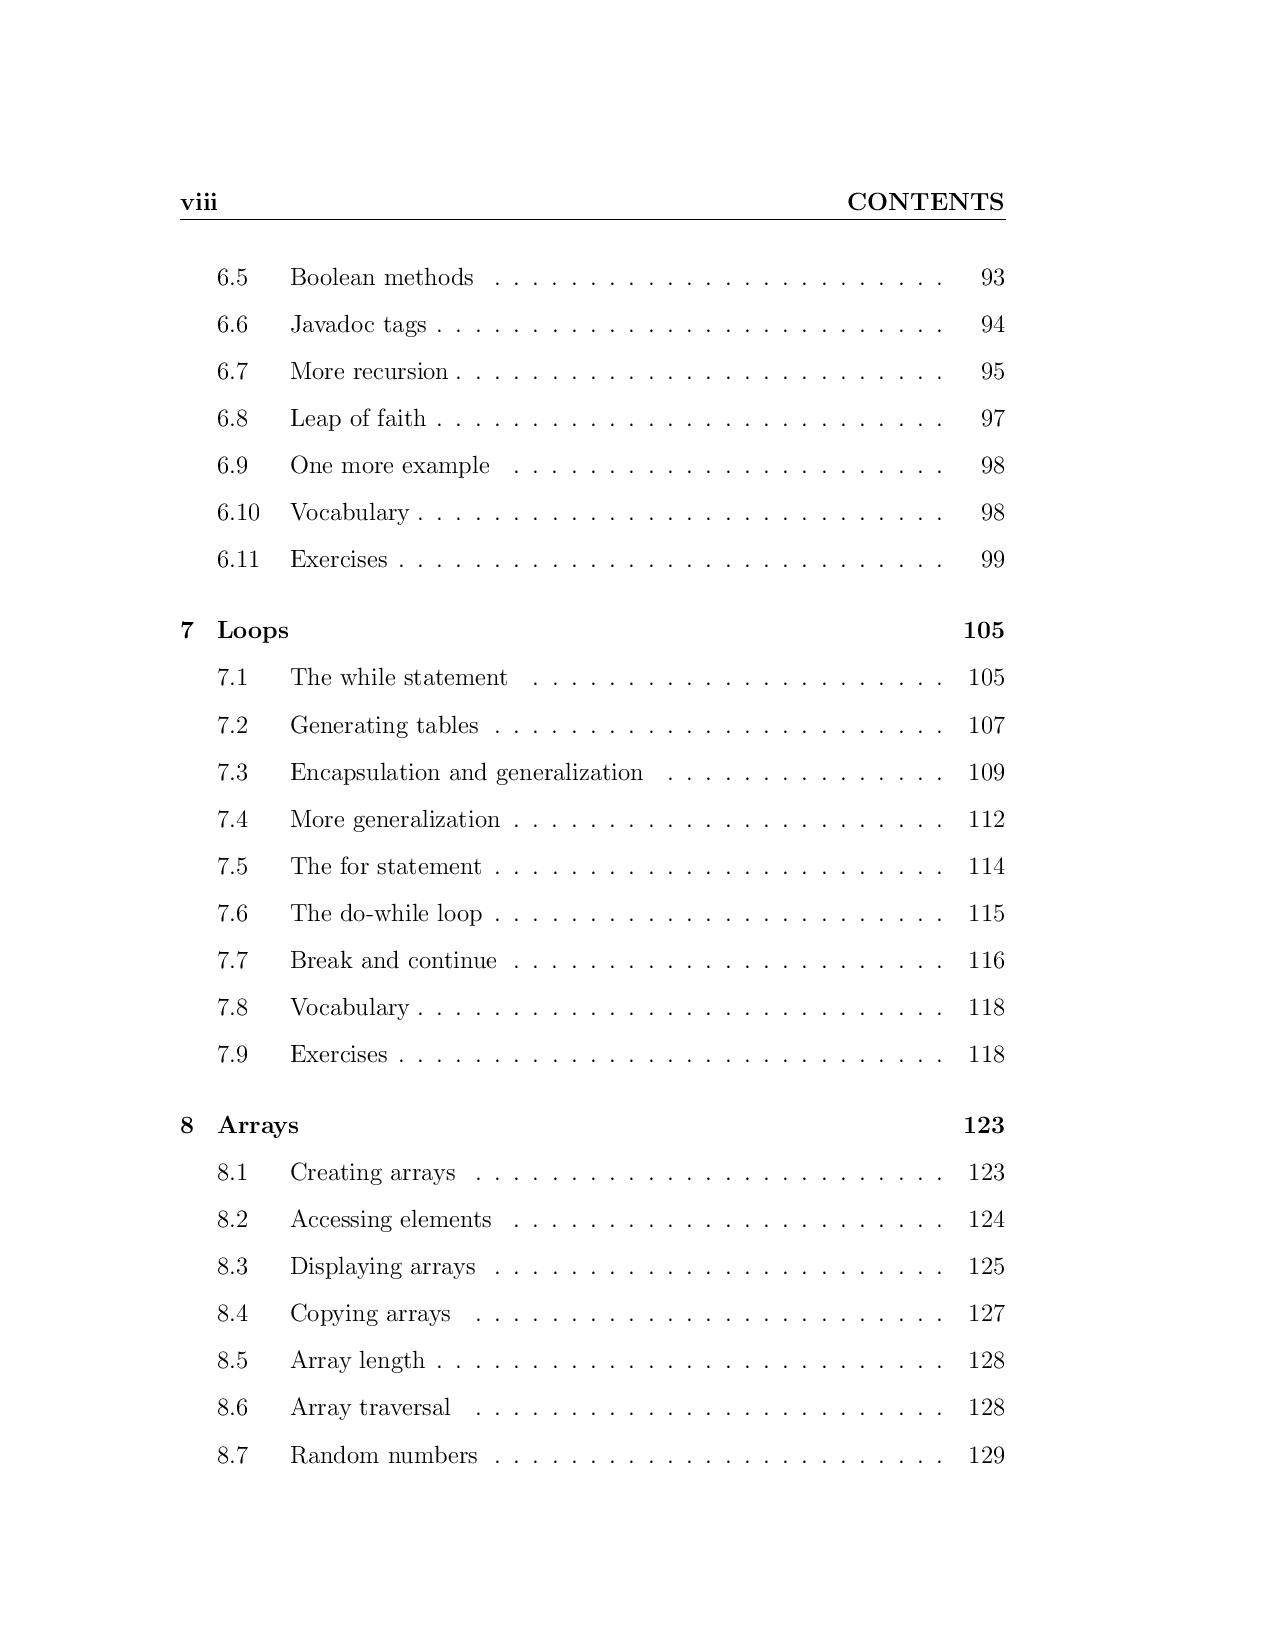 viii CONTENTS
6.5 Boolean methods . . . . . . . . . . . . . . . . . . . . . . . . 93
6.6 Javadoc tags . . . . . . . . . . . . . . . . . . . . . . . . . . . 94
6.7 More recursion . . . . . . . . . . . . . . . . . . . . . . . . . . 95
6.8 Leap of faith . . . . . . . . . . . . . . . . . . . . . . . . . . . 97
6.9 One more example . . . . . . . . . . . . . . . . . . . . . . . 98
6.10 Vocabulary . . . . . . . . . . . . . . . . . . . . . . . . . . . . 98
6.11 Exercises . . . . . . . . . . . . . . . . . . . . . . . . . . . . . 99
7 Loops 105
7.1 The while statement . . . . . . . . . . . . . . . . . . . . . . 105
7.2 Generating tables . . . . . . . . . . . . . . . . . . . . . . . . 107
7.3 Encapsulation and generalization . . . . . . . . . . . . . . . 109
7.4 More generalization . . . . . . . . . . . . . . . . . . . . . . . 112
7.5 The for statement . . . . . . . . . . . . . . . . . . . . . . . . 114
7.6 The do-while loop . . . . . . . . . . . . . . . . . . . . . . . . 115
7.7 Break and continue . . . . . . . . . . . . . . . . . . . . . . . 116
7.8 Vocabulary . . . . . . . . . . . . . . . . . . . . . . . . . . . . 118
7.9 Exercises . . . . . . . . . . . . . . . . . . . . . . . . . . . . . 118
8 Arrays 123
8.1 Creating arrays . . . . . . . . . . . . . . . . . . . . . . . . . 123
8.2 Accessing elements . . . . . . . . . . . . . . . . . . . . . . . 124
8.3 Displaying arrays . . . . . . . . . . . . . . . . . . . . . . . . 125
8.4 Copying arrays . . . . . . . . . . . . . . . . . . . . . . . . . 127
8.5 Array length . . . . . . . . . . . . . . . . . . . . . . . . . . . 128
8.6 Array traversal . . . . . . . . . . . . . . . . . . . . . . . . . 128
8.7 Random numbers . . . . . . . . . . . . . . . . . . . . . . . . 129